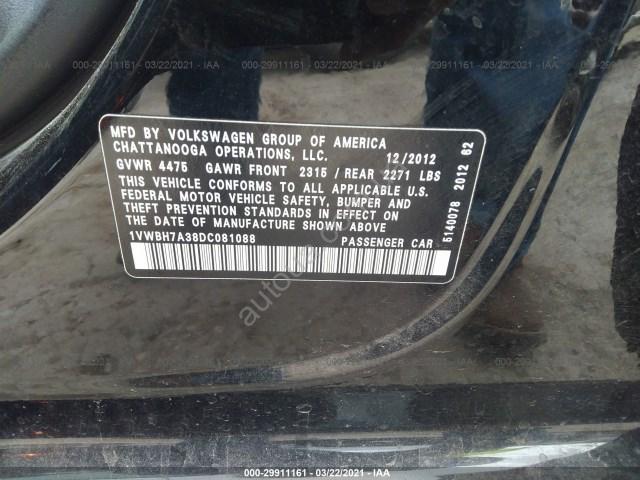 000-29911161 - 03/22/2021 - IAA
000-29911161 - 03/22/2021 - IAA
000-29911161 - 03/22/2021 - IAA
MFD BY VOLKSWAGEN GROUP OF AMERICA
CHATTANOOGA OPERATIONS, LLC. 12/2012
GVWR 4475 GAWR FRONT 2315 / REAR 2271 LBS
THIS VEHICLE CONFORMS TO ALL APPLICABLE U.S.
FEDERAL MOTOR VEHICLE SAFETY, BUMPER AND
THEFT PREVENTION STANDARDS IN EFFECT ON THE
DATE OF MANUFACTURE SHOWN ABOVE
1VWBH7A38DC081088 PASSENGER CAR
5140078 2012 62
000-29911161 - 03/22/2021 - IAA